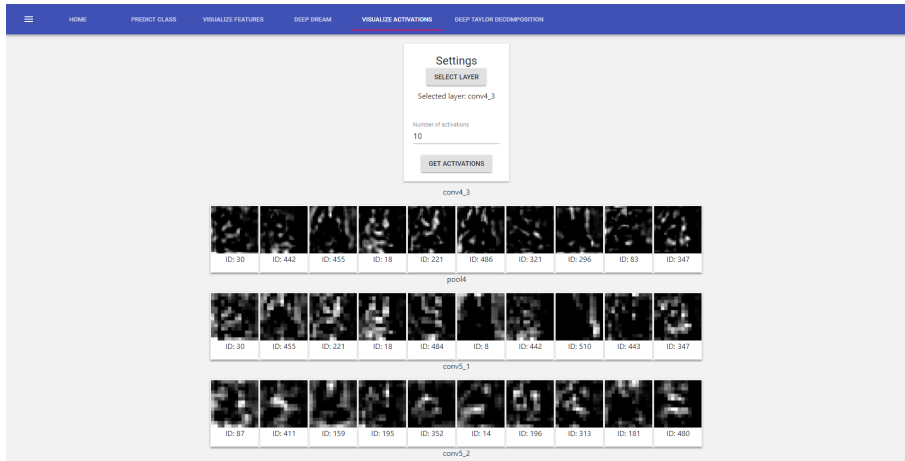 HOME PREDICT CLASS VISUALIZE FEATURES DEEP DREAM VISUALIZE ACTIVATIONS DEEP TAYLOR DECOMPOSITION
Settings
SELECT LAYER
Selected layer: conv4_3
Number of activations
10
GET ACTIVATIONS
conv4_3
ID: 30 ID: 442 ID: 455 ID: 18 ID: 221 ID: 486 ID: 321 ID: 296 ID: 83 ID: 347
pool4
ID: 30 ID: 455 ID: 221 ID: 18 ID: 484 ID: 8 ID: 442 ID: 510 ID: 443 ID: 347
conv5_1
ID: 87 ID: 411 ID: 159 ID: 195 ID: 352 ID: 14 ID: 196 ID: 313 ID: 181 ID: 480
conv5_2